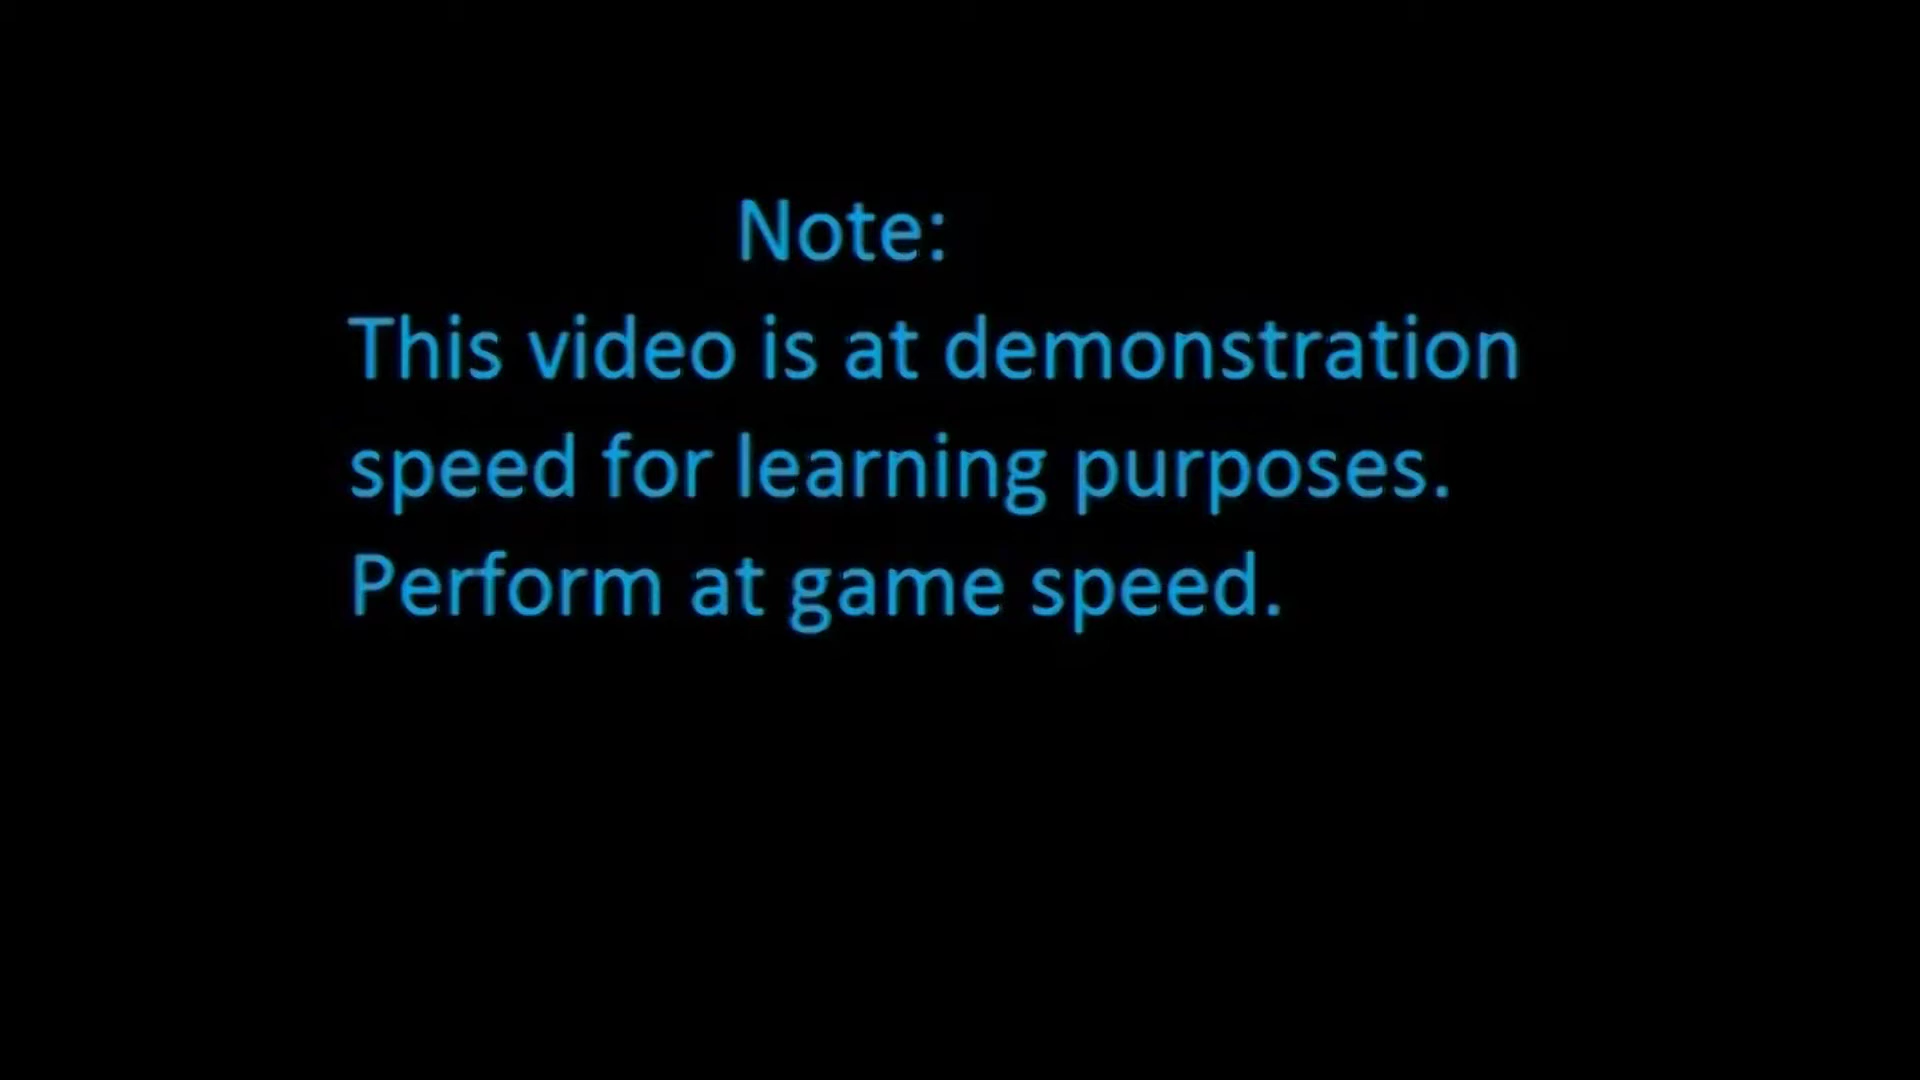 Note:
This video is at demonstration
speed for learning purposes.
Perform at game speed.